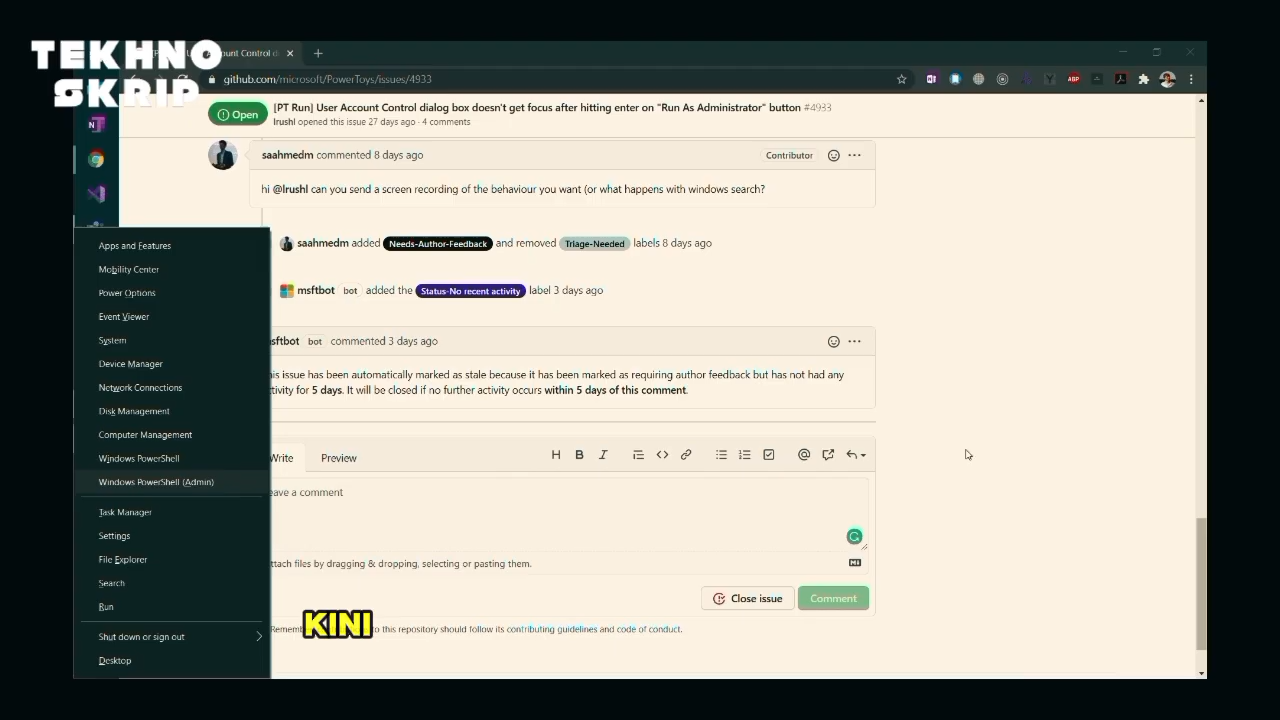 TEKHNO
SKRIP
Account Control d
github.com/microsoft/PowerToys/issues/4933
ABP
Open
[PT Run] User Account Control dialog box doesn't get focus after hitting enter on "Run As Administrator" button #4933
lrushl opened this issue 27 days ago · 4 comments
saahmedm commented 8 days ago
Contributor
hi @lrushl can you send a screen recording of the behaviour you want (or what happens with windows search?
saahmedm added Needs-Author-Feedback and removed Triage-Needed labels 8 days ago
msftbot bot added the Status-No recent activity label 3 days ago
sftbot bot commented 3 days ago
is issue has been automatically marked as stale because it has been marked as requiring author feedback but has not had any
tivity for 5 days. It will be closed if no further activity occurs within 5 days of this comment.
Write Preview
H B I
eave a comment
ttach files by dragging & dropping, selecting or pasting them.
Close issue
Comment
Remem
to this repository should follow its contributing guidelines and code of conduct.
N
Apps and Features
Mobility Center
Power Options
Event Viewer
System
Device Manager
Network Connections
Disk Management
Computer Management
Windows PowerShell
Windows PowerShell (Admin)
Task Manager
Settings
File Explorer
Search
Run
Shut down or sign out
Desktop
KINI